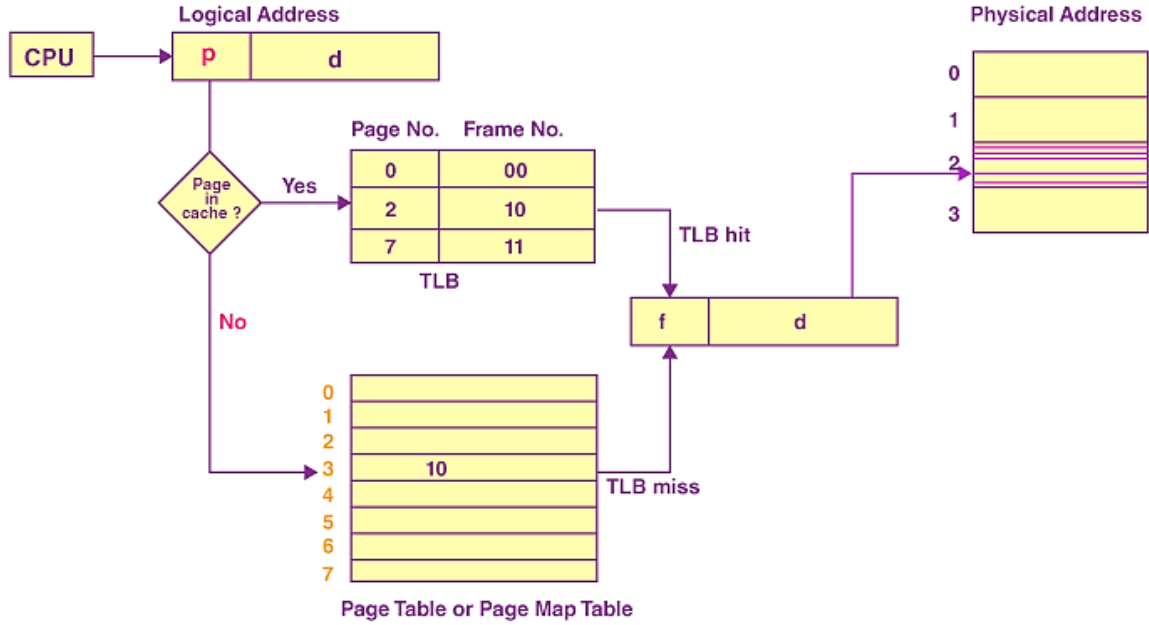 Logical Address
Physical Address
CPU
p
d
0
1
2
3
Page No. Frame No.
0 00
2 10
7 11
TLB
Page
in
cache ?
Yes
No
TLB hit
f
d
0
1
2
3 10
4
5
6
7
TLB miss
Page Table or Page Map Table